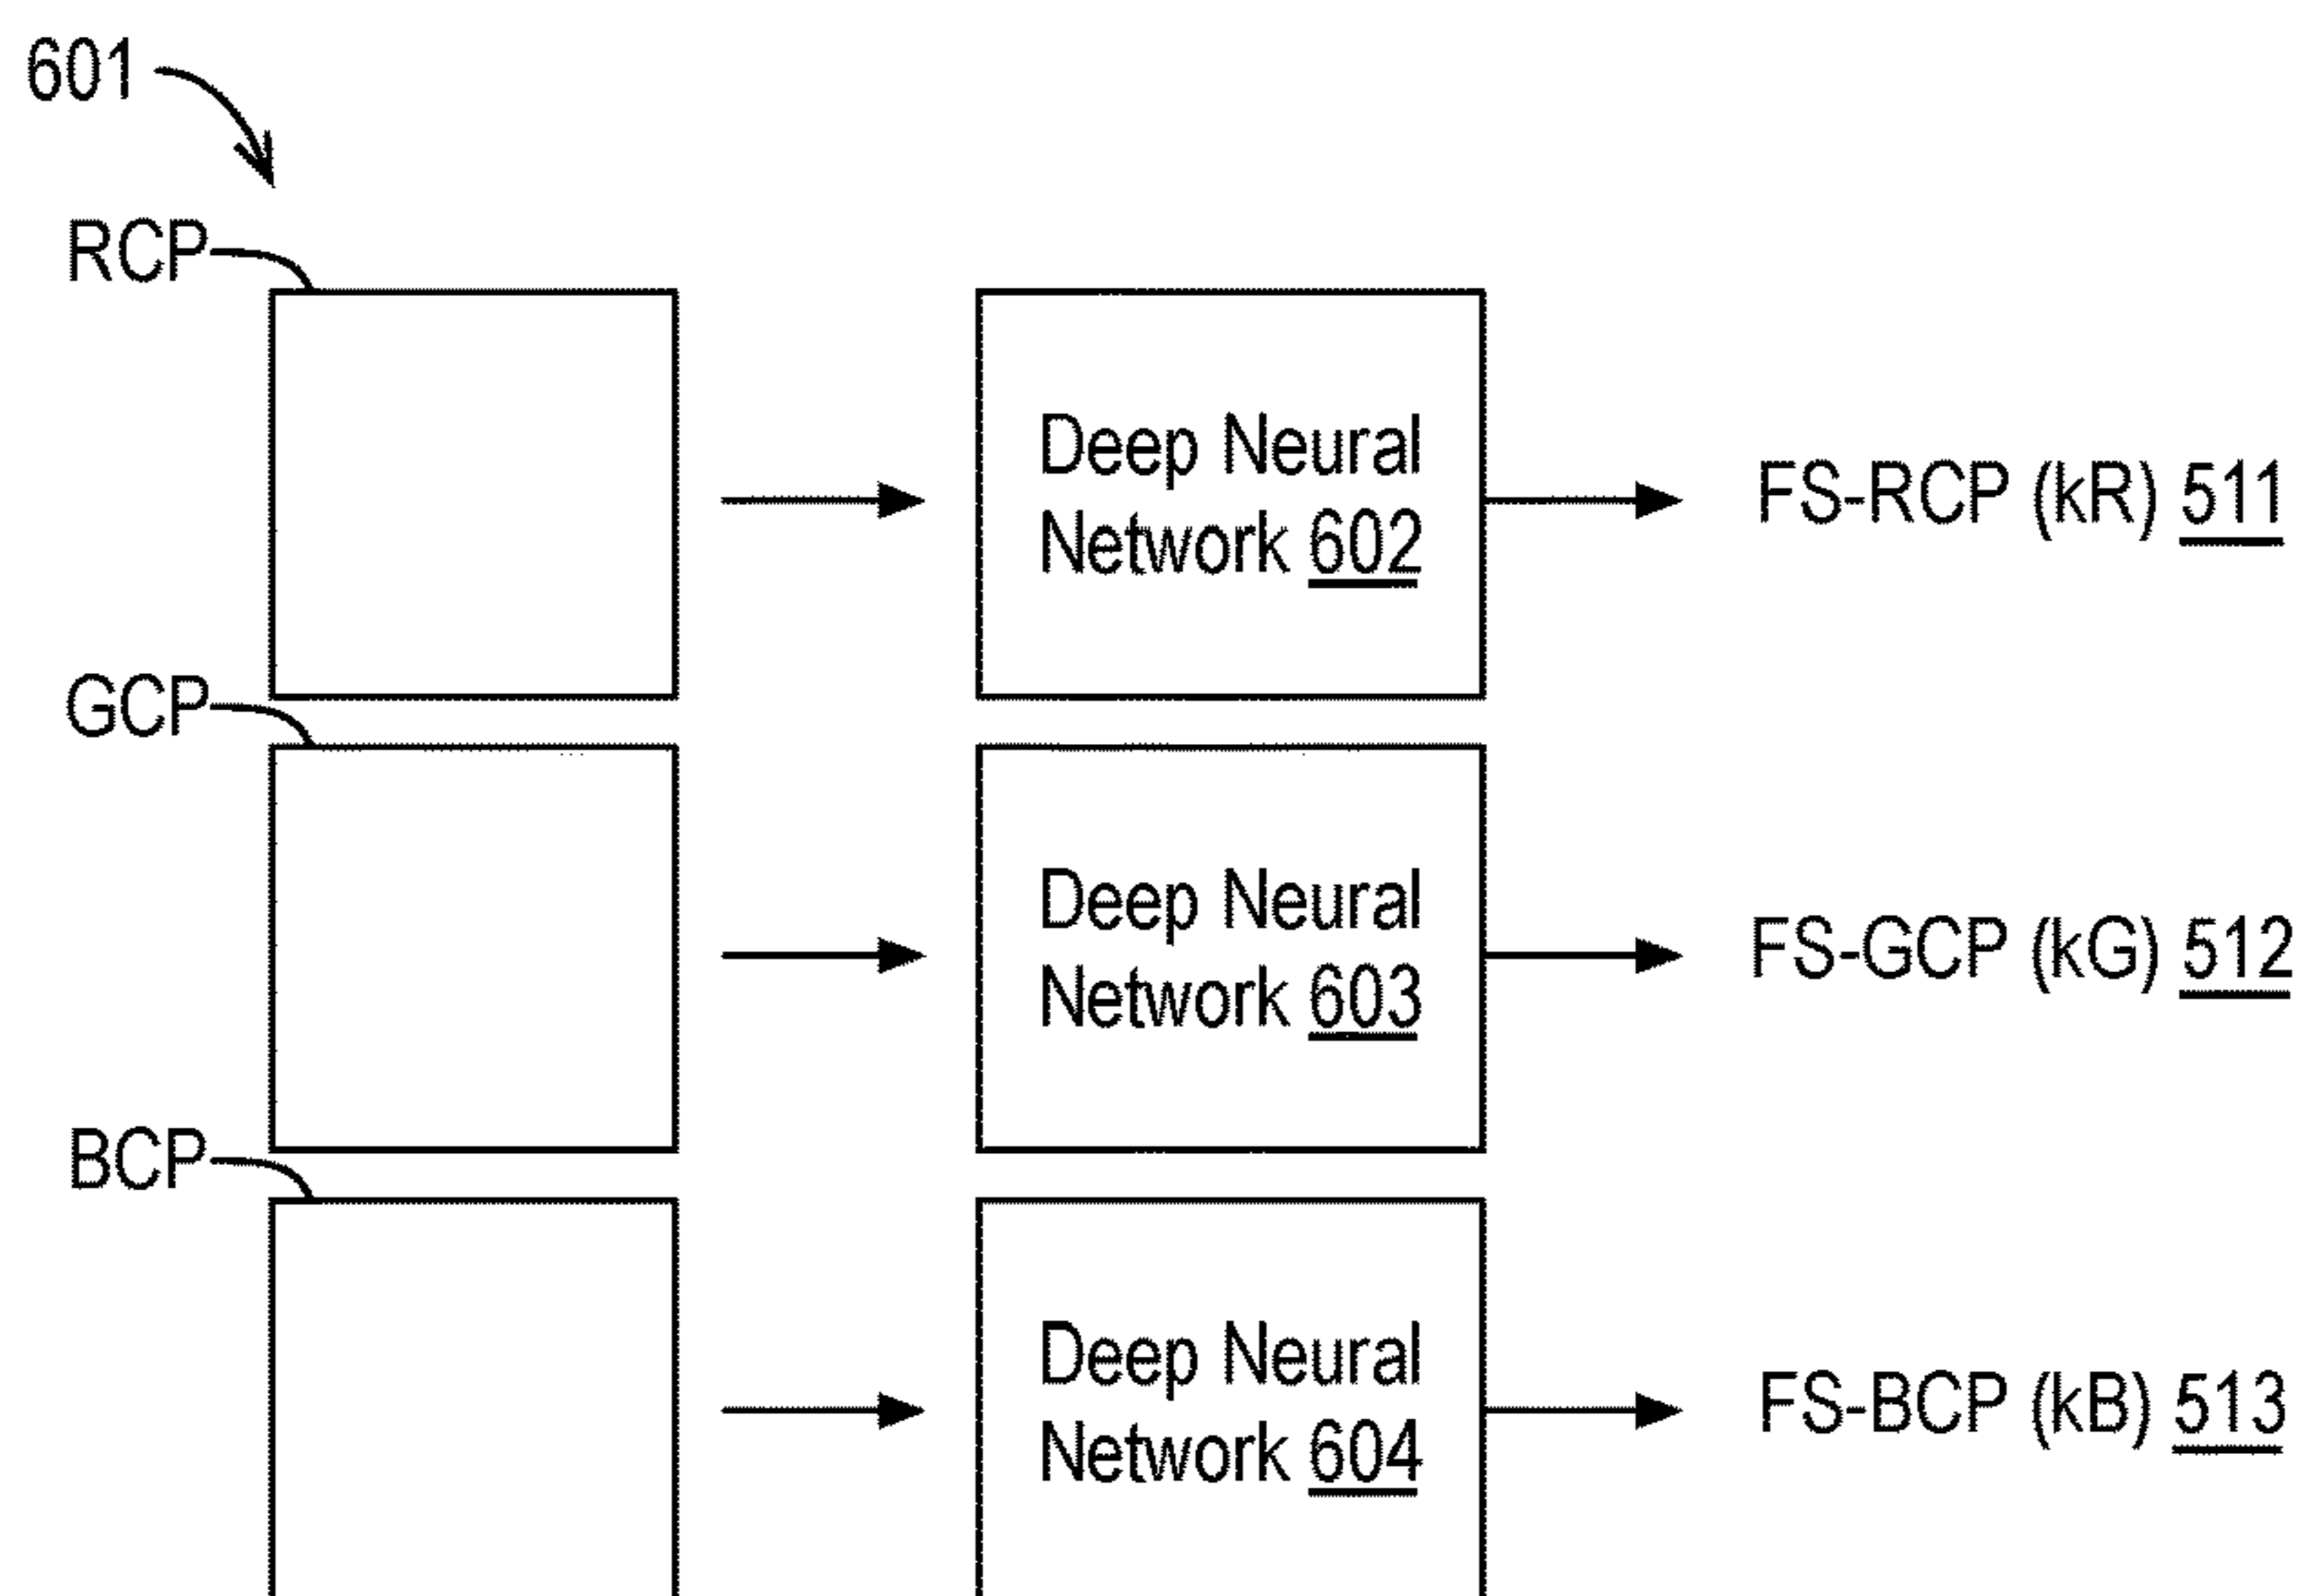 601
RCP
Deep Neural
Network 602
FS-RCP (kR) 511
GCP
Deep Neural
Network 603
FS-GCP (kG) 512
BCP
Deep Neural
Network 604
FS-BCP (kB) 513